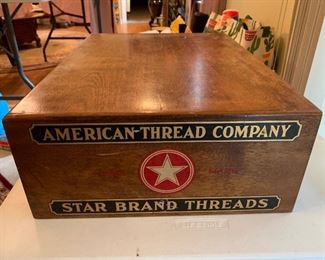 AMERICAN THREAD COMPANY
STAR BRAND THREADS